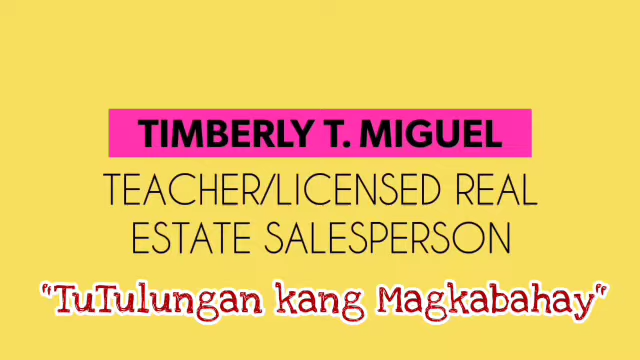 TIMBERLY T. MIGUEL
TEACHER/LICENSED REAL
ESTATE SALESPERSON
"TuTulungan kang Magkabahay"